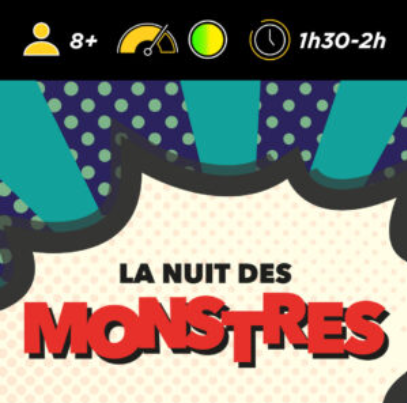 8+ 1h30-2h
LA NUIT DES
MONSTRES